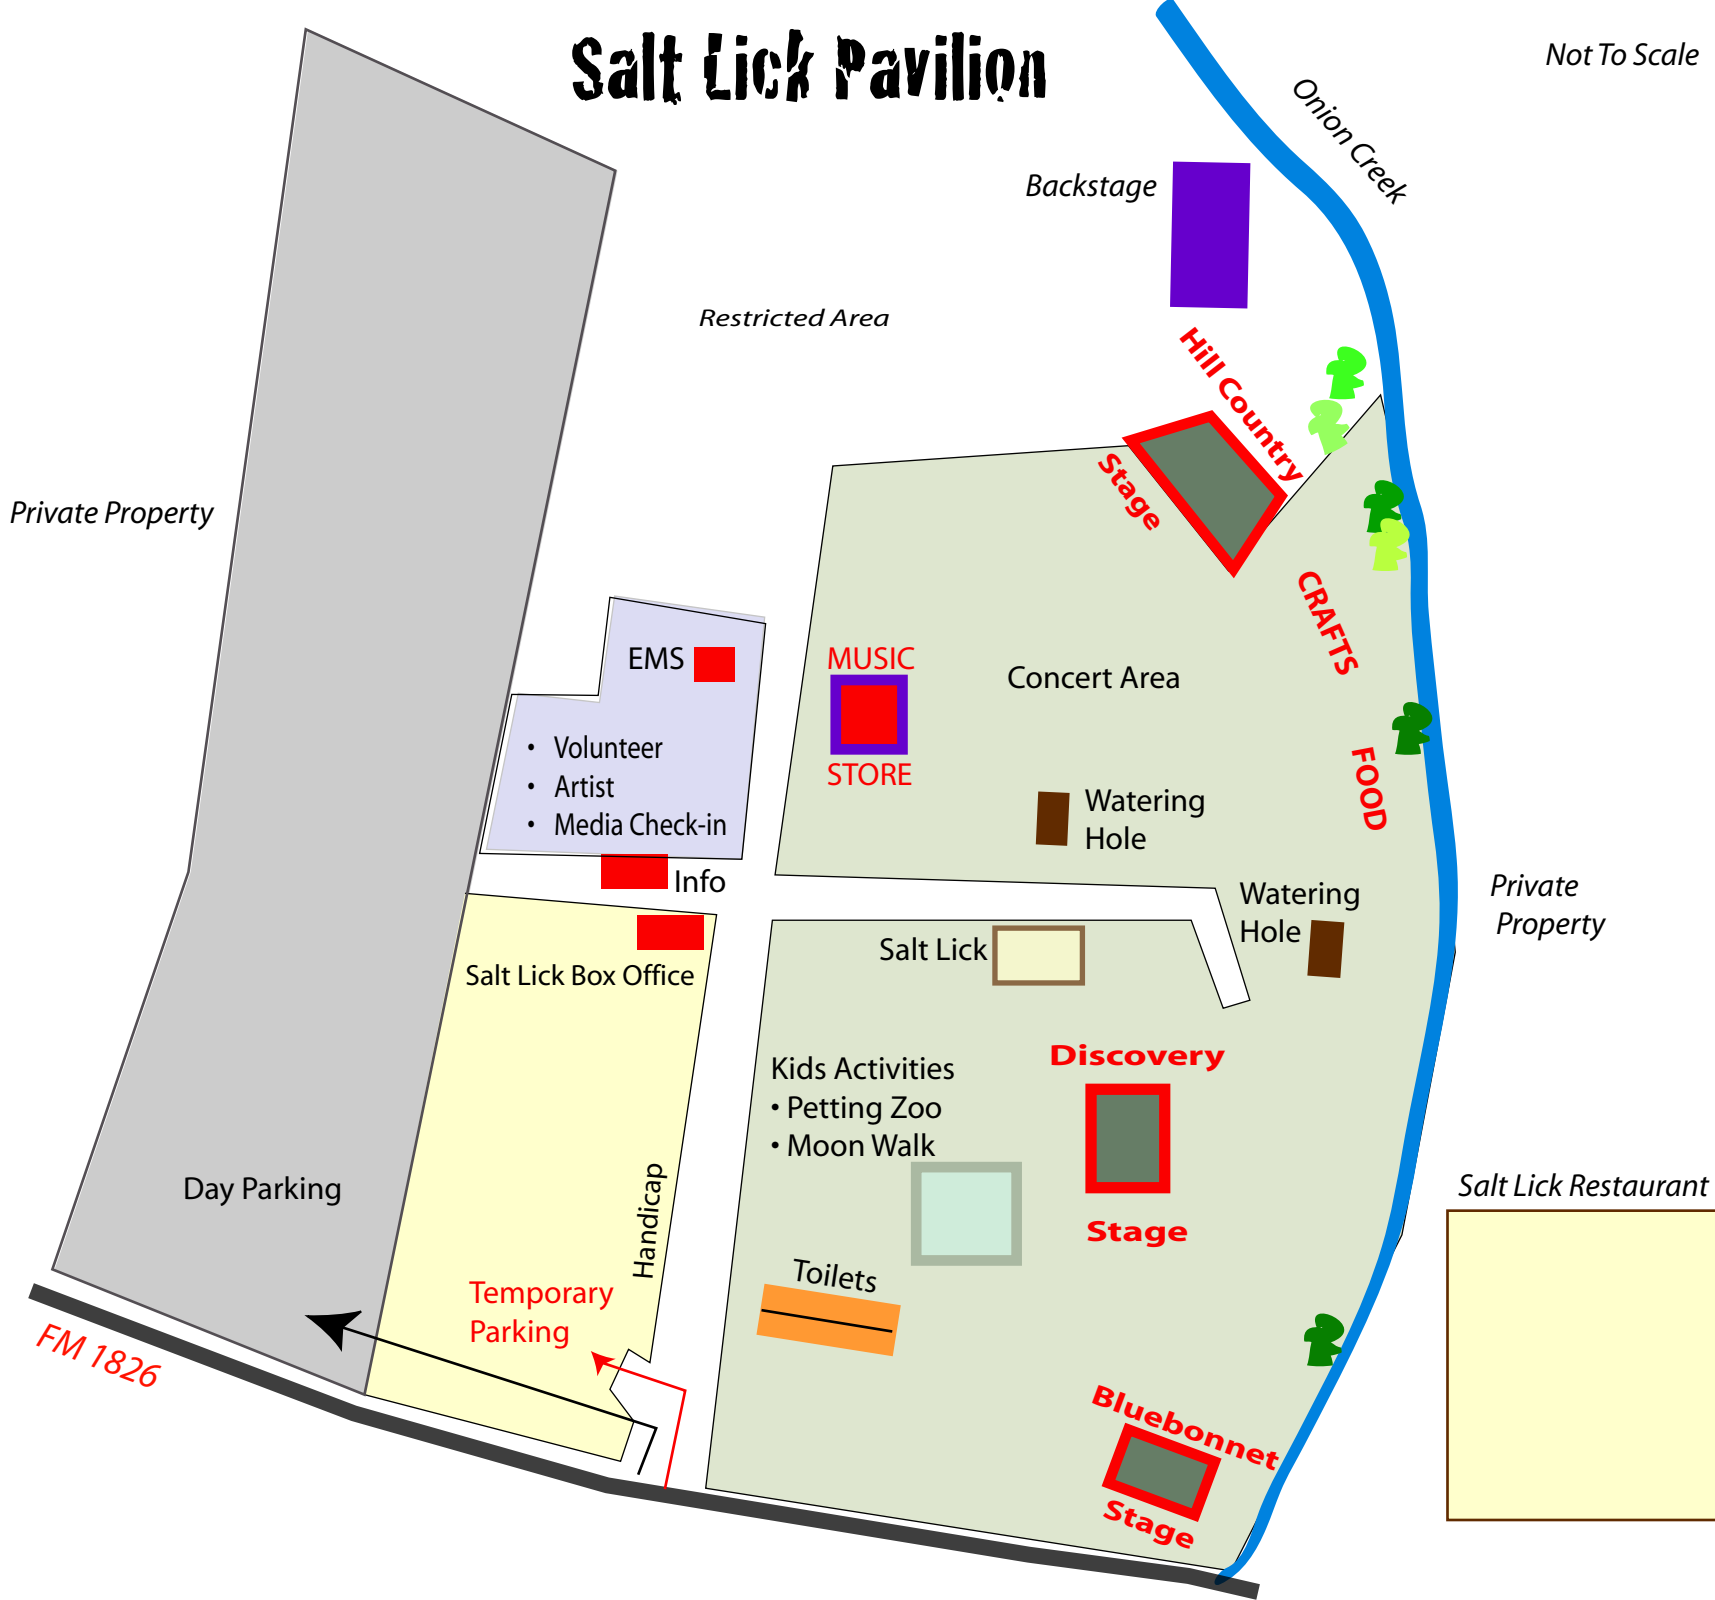 Salt Lick Pavilion
Not To Scale
Onion Creek
Backstage
Restricted Area
Hill Country
Stage
Private Property
CRAFTS
EMS
MUSIC
STORE
Concert Area
• Volunteer
• Artist
• Media Check-in
FOOD
Watering
Hole
Info
Watering
Hole
Private
Property
Salt Lick
Salt Lick Box Office
Discovery
Stage
Kids Activities
• Petting Zoo
• Moon Walk
Day Parking
Handicap
Salt Lick Restaurant
Toilets
Temporary
Parking
FM 1826
Bluebonnet
Stage